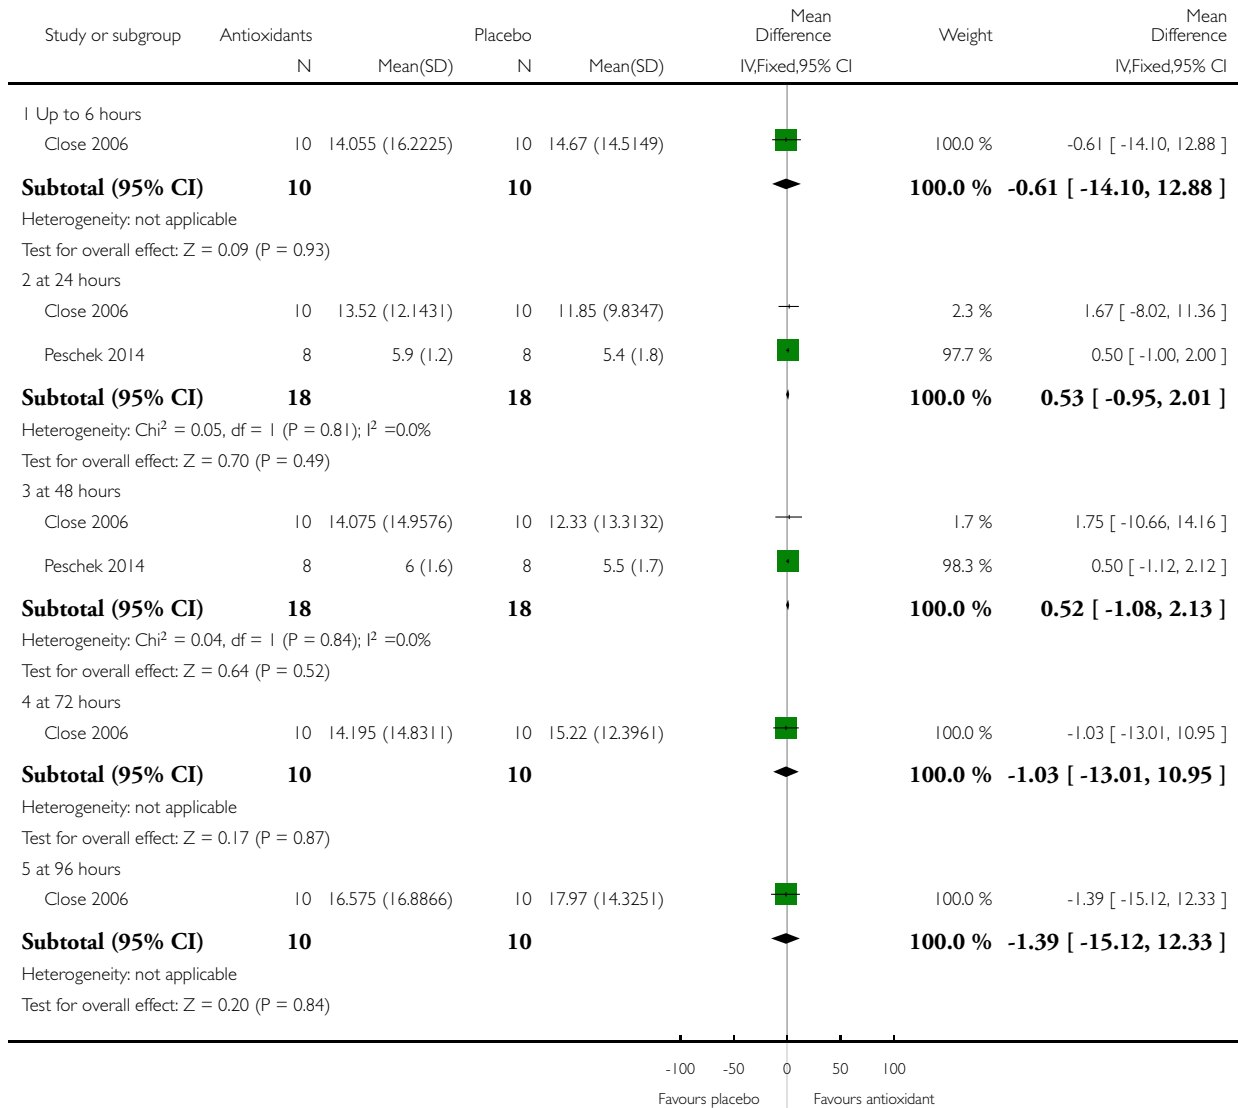 Study or subgroup Antioxidants Placebo Mean Difference Weight Mean Difference
N Mean(SD) N Mean(SD) IV,Fixed,95% CI IV,Fixed,95% CI
1 Up to 6 hours
Close 2006 10 14.055 (16.2225) 10 14.67 (14.5149) 100.0 % -0.61 [ -14.10, 12.88 ]
Subtotal (95% CI) 10 10 100.0 % -0.61 [ -14.10, 12.88 ]
Heterogeneity: not applicable
Test for overall effect: Z = 0.09 (P = 0.93)
2 at 24 hours
Close 2006 10 13.52 (12.1431) 10 11.85 (9.8347) 2.3 % 1.67 [ -8.02, 11.36 ]
Peschek 2014 8 5.9 (1.2) 8 5.4 (1.8) 97.7 % 0.50 [ -1.00, 2.00 ]
Subtotal (95% CI) 18 18 100.0 % 0.53 [ -0.95, 2.01 ]
Heterogeneity: Chi² = 0.05, df = 1 (P = 0.81); I² =0.0%
Test for overall effect: Z = 0.70 (P = 0.49)
3 at 48 hours
Close 2006 10 14.075 (14.9576) 10 12.33 (13.3132) 1.7 % 1.75 [ -10.66, 14.16 ]
Peschek 2014 8 6 (1.6) 8 5.5 (1.7) 98.3 % 0.50 [ -1.12, 2.12 ]
Subtotal (95% CI) 18 18 100.0 % 0.52 [ -1.08, 2.13 ]
Heterogeneity: Chi² = 0.04, df = 1 (P = 0.84); I² =0.0%
Test for overall effect: Z = 0.64 (P = 0.52)
4 at 72 hours
Close 2006 10 14.195 (14.8311) 10 15.22 (12.3961) 100.0 % -1.03 [ -13.01, 10.95 ]
Subtotal (95% CI) 10 10 100.0 % -1.03 [ -13.01, 10.95 ]
Heterogeneity: not applicable
Test for overall effect: Z = 0.17 (P = 0.87)
5 at 96 hours
Close 2006 10 16.575 (16.8866) 10 17.97 (14.3251) 100.0 % -1.39 [ -15.12, 12.33 ]
Subtotal (95% CI) 10 10 100.0 % -1.39 [ -15.12, 12.33 ]
Heterogeneity: not applicable
Test for overall effect: Z = 0.20 (P = 0.84)
-100 -50 0 50 100
Favours placebo Favours antioxidant